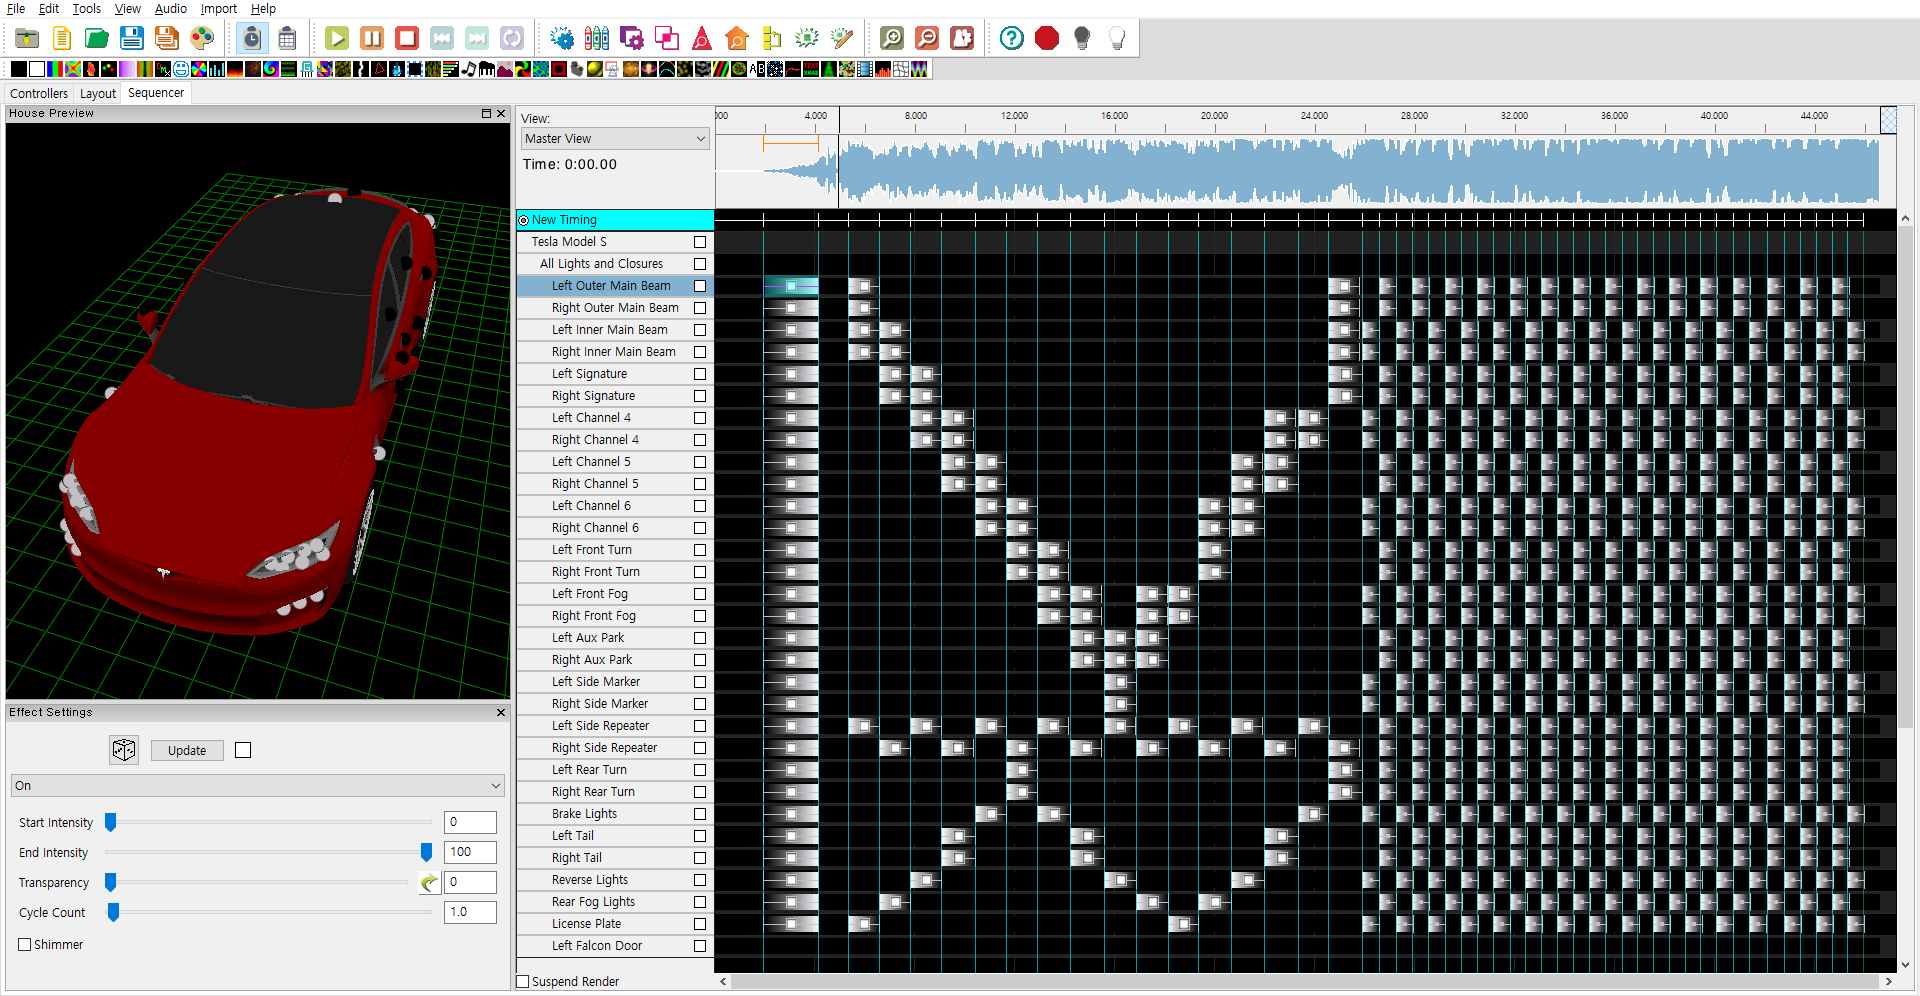 File Edit Tools View Audio Import Help
Controllers Layout Sequencer
House Preview
View:
Master View
Time: 0:00.00
4.000 8.000 12.000 16.000 20.000 24.000 28.000 32.000 36.000 40.000 44.000
New Timing
Tesla Model S
All Lights and Closures
Left Outer Main Beam
Right Outer Main Beam
Left Inner Main Beam
Right Inner Main Beam
Left Signature
Right Signature
Left Channel 4
Right Channel 4
Left Channel 5
Right Channel 5
Left Channel 6
Right Channel 6
Left Front Turn
Right Front Turn
Left Front Fog
Right Front Fog
Left Aux Park
Right Aux Park
Left Side Marker
Right Side Marker
Left Side Repeater
Right Side Repeater
Left Rear Turn
Right Rear Turn
Brake Lights
Left Tail
Right Tail
Reverse Lights
Rear Fog Lights
License Plate
Left Falcon Door
Suspend Render
Effect Settings
Update
On
Start Intensity 0
End Intensity 100
Transparency 0
Cycle Count 1.0
Shimmer